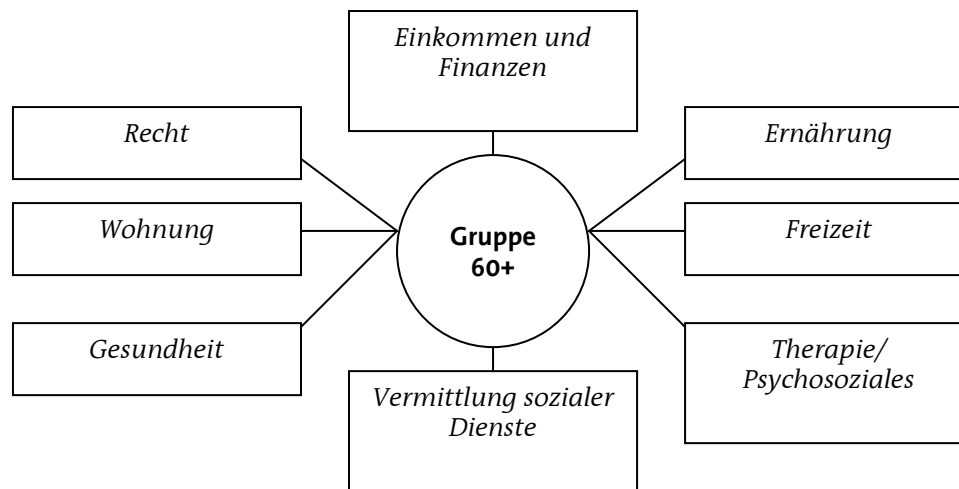 Einkommen und
Finanzen
Recht
Ernährung
Wohnung
Gruppe
60+
Freizeit
Gesundheit
Therapie/
Psychosoziales
Vermittlung sozialer
Dienste